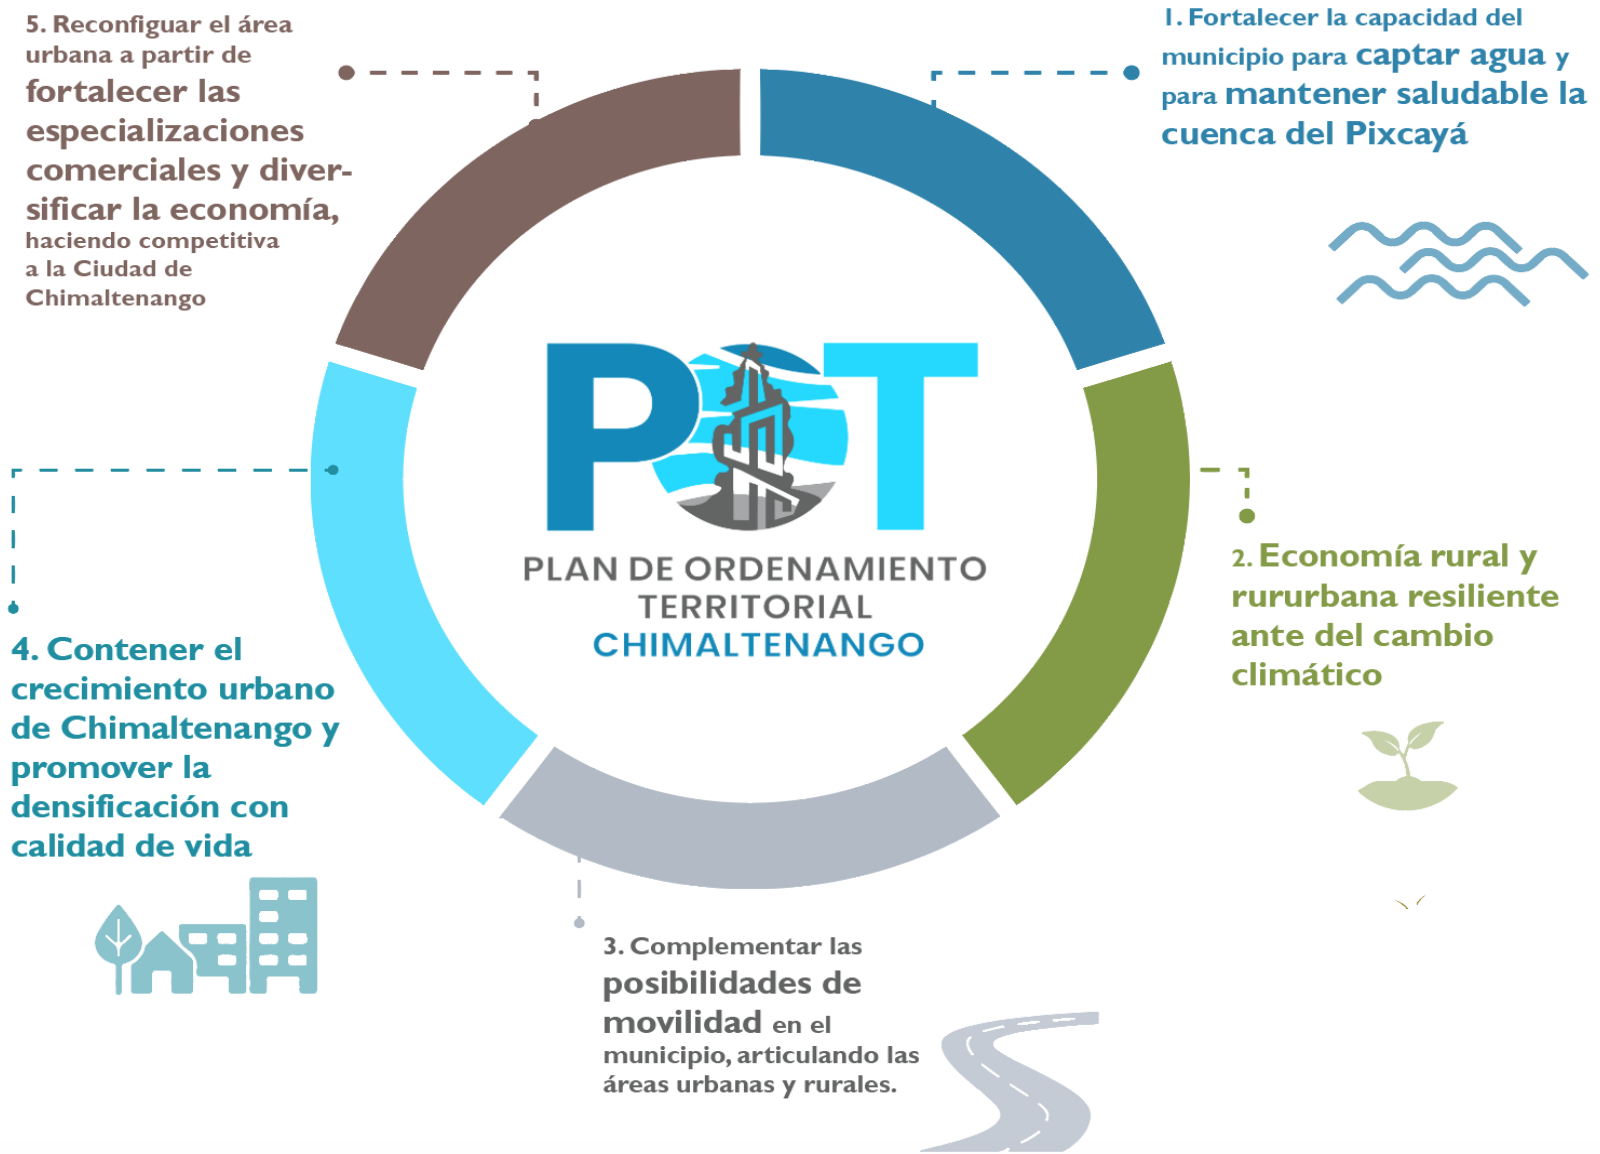 1. Fortalecer la capacidad del
municipio para captar agua y
para mantener saludable la
cuenca del Pixcayá
2. Economía rural y
rururbana resiliente
ante del cambio
climático
3. Complementar las
posibilidades de
movilidad en el
municipio, articulando las
áreas urbanas y rurales.
4. Contener el
crecimiento urbano
de Chimaltenango y
promover la
densificación con
calidad de vida
5. Reconfiguar el área
urbana a partir de
fortalecer las
especializaciones
comerciales y diver-
sificar la economía,
haciendo competitiva
a la Ciudad de
Chimaltenango
POT
PLAN DE ORDENAMIENTO
TERRITORIAL
CHIMALTENANGO